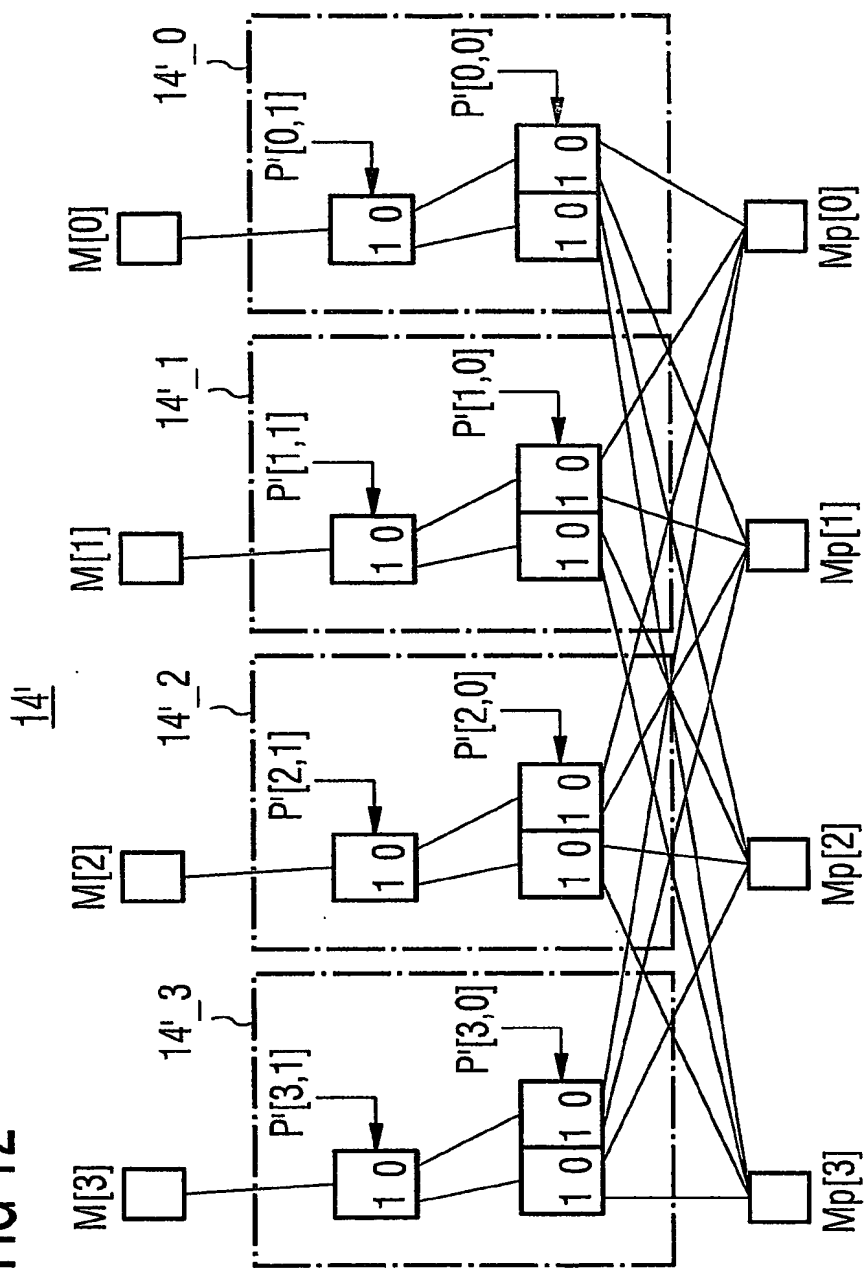 FIG 12
14'
M[3] M[2] M[1] M[0]
14'_3 14'_2 14'_1 14'_0
P'[3,1] P'[2,1] P'[1,1] P'[0,1]
1 0 1 0 1 0 1 0
P'[3,0] P'[2,0] P'[1,0] P'[0,0]
1 0 1 0 1 0 1 0 1 0 1 0 1 0 1 0
Mp[3] Mp[2] Mp[1] Mp[0]